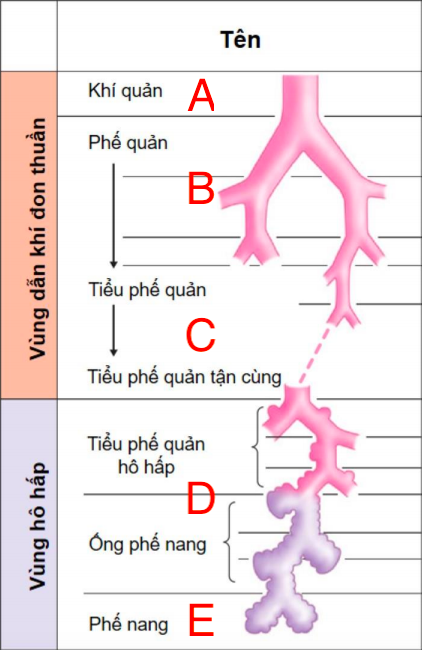 Tên
Vùng dẫn khí đơn thuần
Khí quản
A
Phế quản
B
Tiểu phế quản
C
Tiểu phế quản tận cùng
Vùng hô hấp
Tiểu phế quản
hô hấp
D
Ống phế nang
Phế nang
E